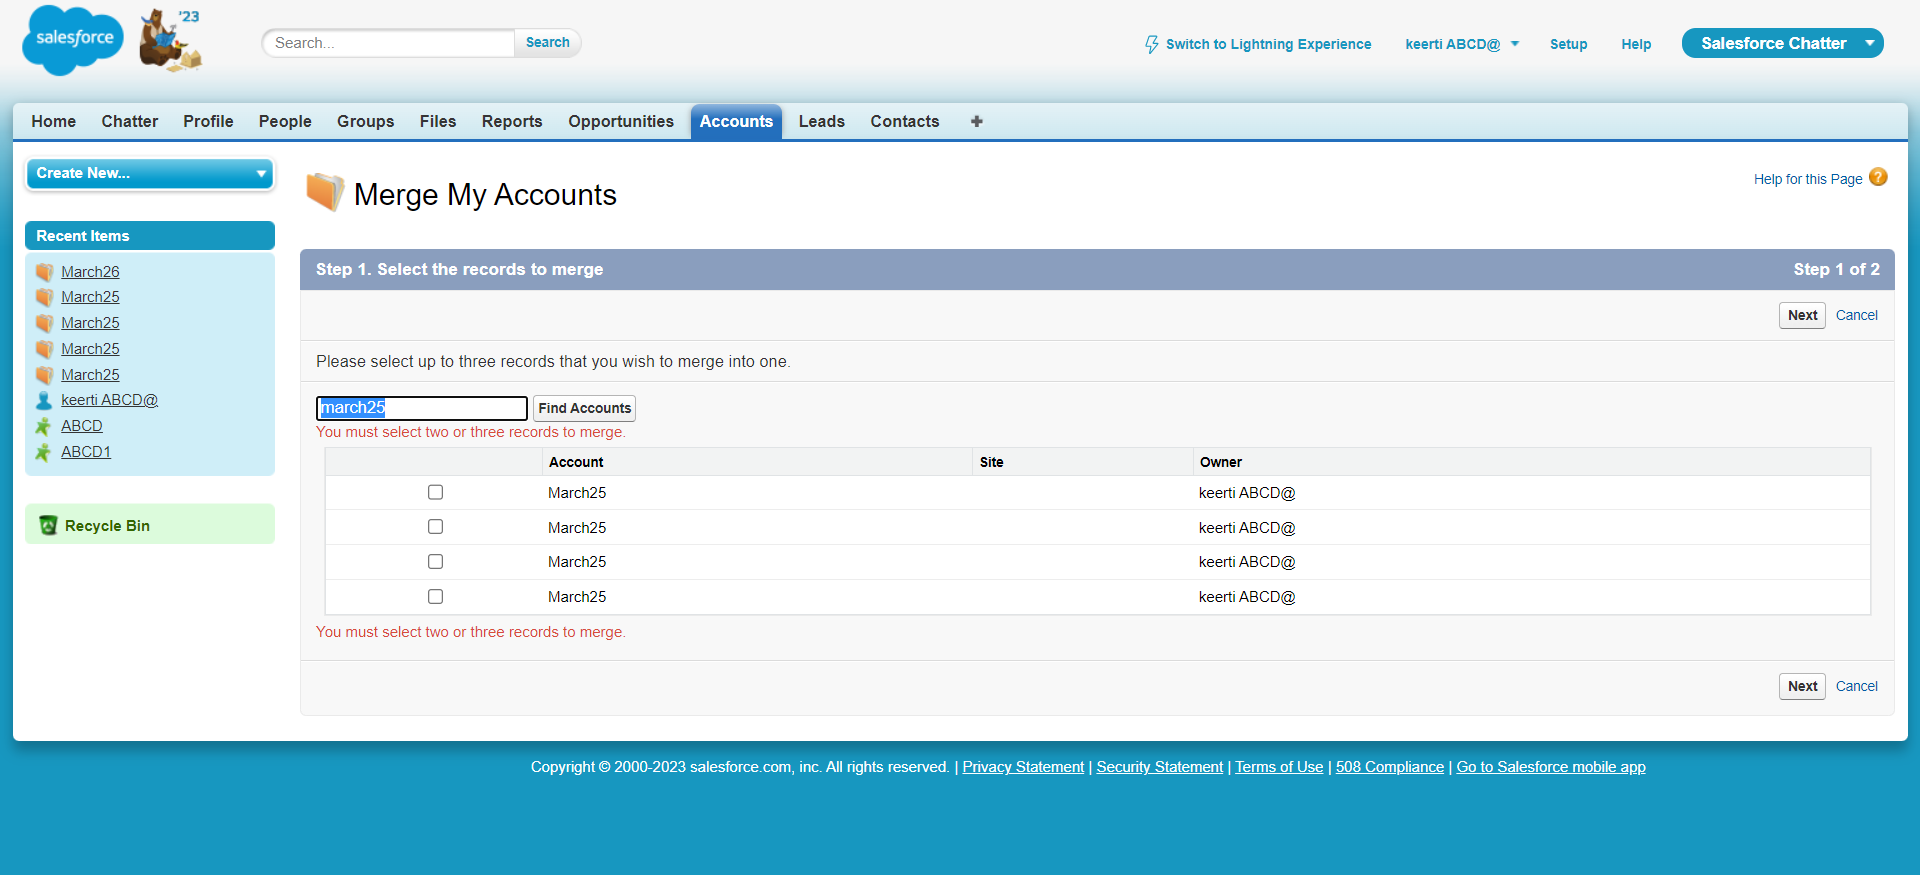 salesforce
'23
Search...
Search
Switch to Lightning Experience
keerti ABCD@
Setup
Help
Salesforce Chatter
Home
Chatter
Profile
People
Groups
Files
Reports
Opportunities
Accounts
Leads
Contacts
Create New...
Recent Items
March26
March25
March25
March25
March25
keerti ABCD@
ABCD
ABCD1
Recycle Bin
Merge My Accounts
Help for this Page
?
Step 1. Select the records to merge
Step 1 of 2
Next
Cancel
Please select up to three records that you wish to merge into one.
march25
Find Accounts
You must select two or three records to merge.
Account Site Owner
March25 keerti ABCD@
March25 keerti ABCD@
March25 keerti ABCD@
March25 keerti ABCD@
You must select two or three records to merge.
Next
Cancel
Copyright © 2000-2023 salesforce.com, inc. All rights reserved. | Privacy Statement | Security Statement | Terms of Use | 508 Compliance | Go to Salesforce mobile app